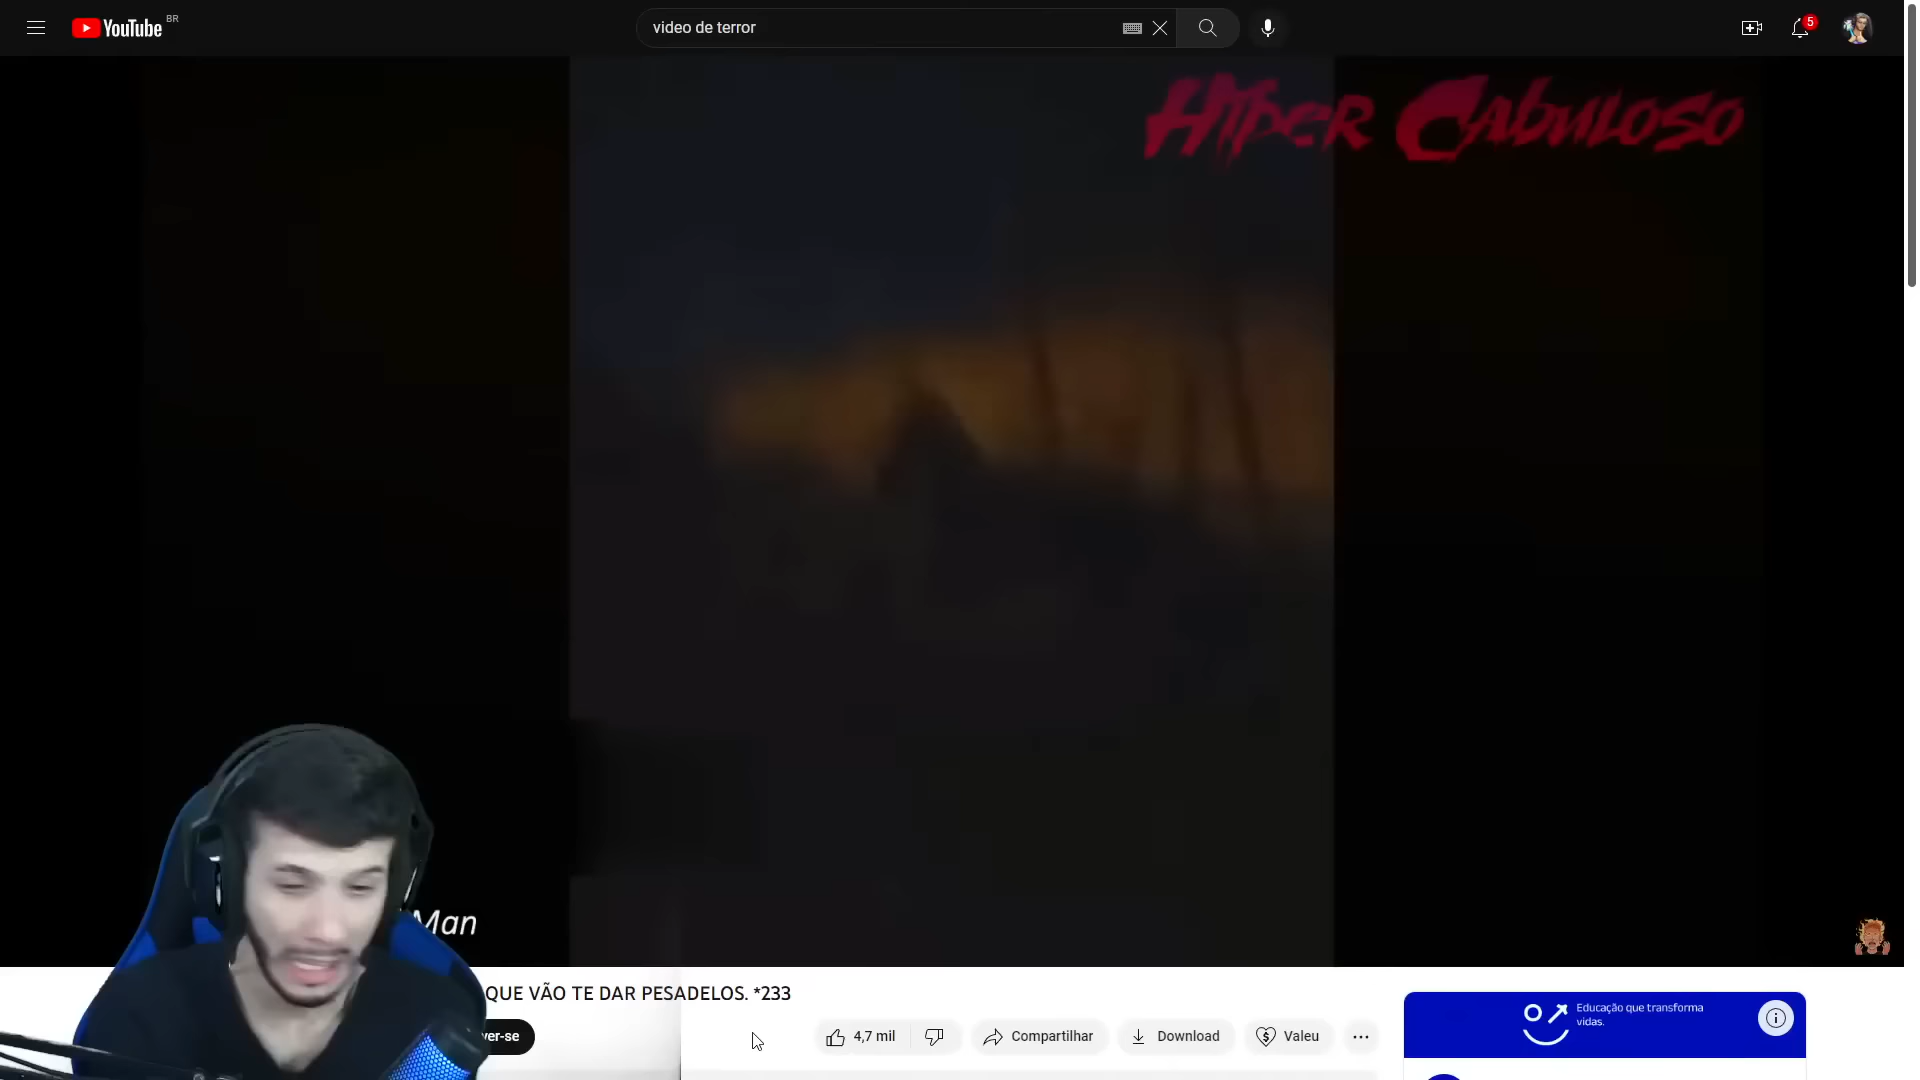 YouTube BR
video de terror
5
HIPER CABULOSO
Man
QUE VÃO TE DAR PESADELOS. *233
ver-se
4,7 mil
Compartilhar
Download
Valeu
Educação que transforma
vidas.